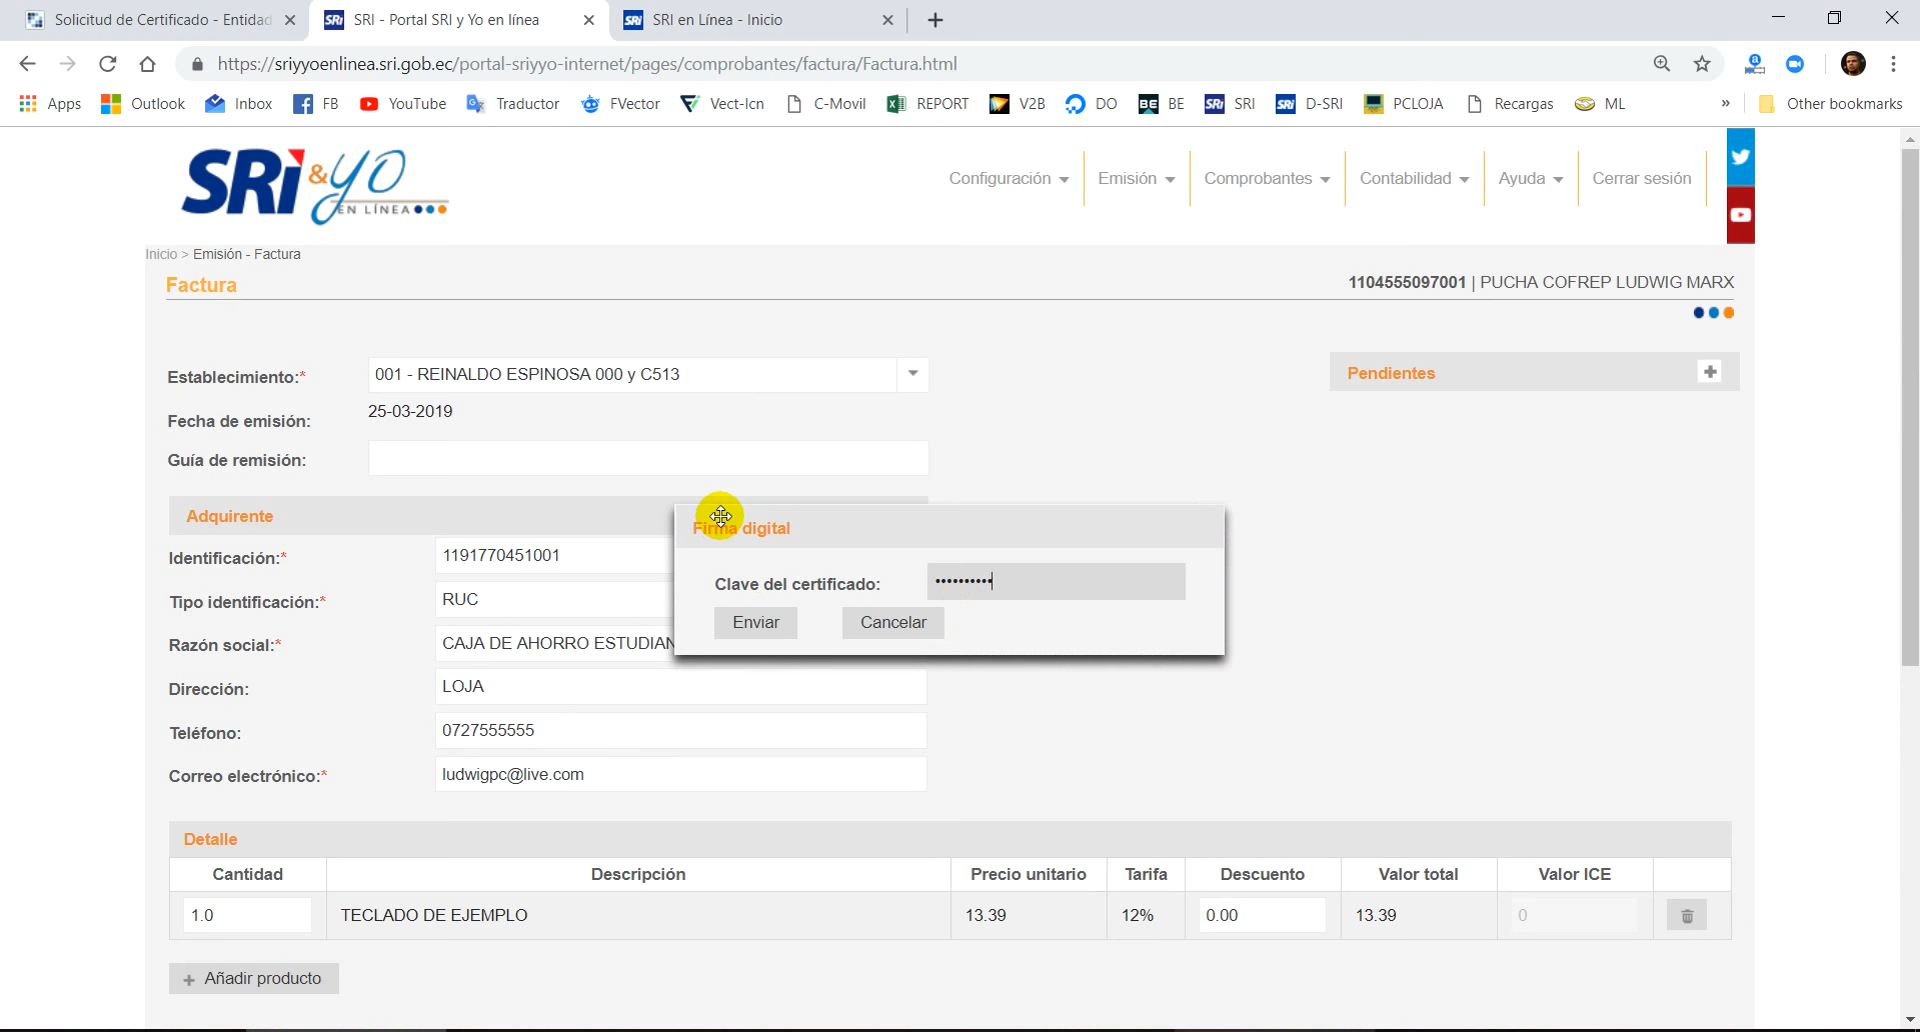 Solicitud de Certificado - Entidad
SRI - Portal SRI y Yo en línea
SRI en Línea - Inicio
https://sriyyoenlinea.sri.gob.ec/portal-sriyyo-internet/pages/comprobantes/factura/Factura.html
Apps Outlook Inbox FB YouTube Traductor FVector Vect-Icn C-Movil REPORT V2B DO BE SRI D-SRI PCLOJA Recargas ML » Other bookmarks
SRi &yo
EN LÍNEA
Configuración Emisión Comprobantes Contabilidad Ayuda Cerrar sesión
Inicio > Emisión - Factura
Factura
1104555097001 | PUCHA COFREP LUDWIG MARX
Establecimiento:* 001 - REINALDO ESPINOSA 000 y C513
Pendientes
Fecha de emisión: 25-03-2019
Guía de remisión:
Adquirente
Firma digital
Identificación:* 1191770451001
Clave del certificado: ••••••••••
Tipo identificación:* RUC
Enviar Cancelar
Razón social:* CAJA DE AHORRO ESTUDIAN
Dirección: LOJA
Teléfono: 0727555555
Correo electrónico:* ludwigpc@live.com
Detalle
Cantidad Descripción Precio unitario Tarifa Descuento Valor total Valor ICE
1.0 TECLADO DE EJEMPLO 13.39 12% 0.00 13.39 0
+ Añadir producto